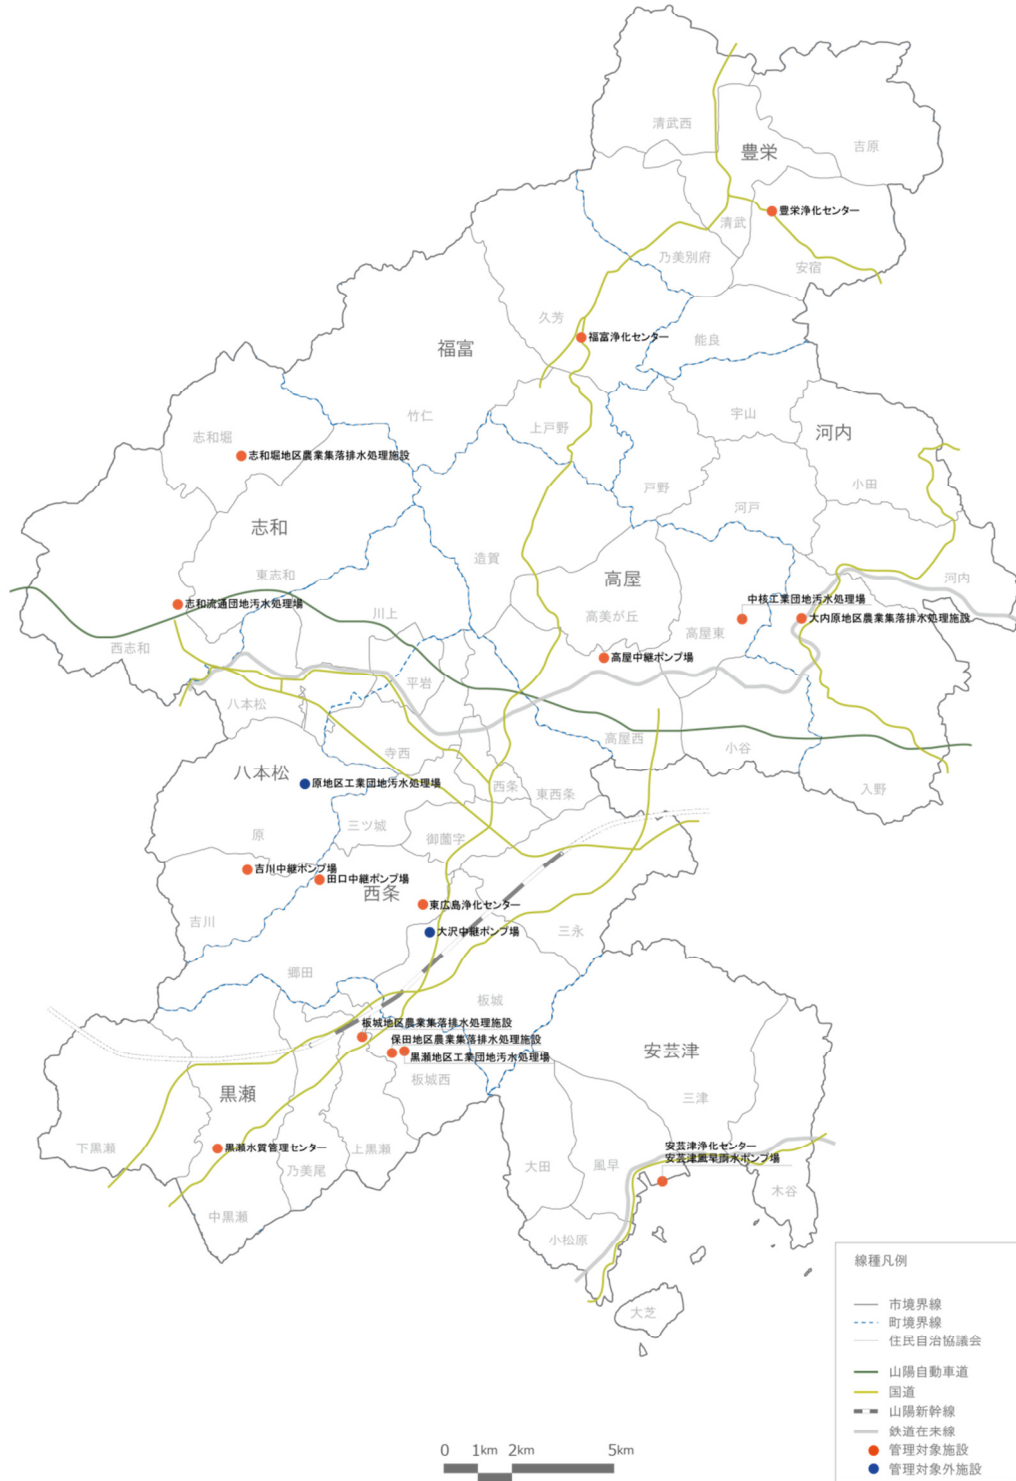 清武西
豊栄
吉原
豊栄浄化センター
清武
乃美別府
安宿
久芳
福富浄化センター
能良
福富
竹仁
上戸野
宇山
河内
志和堀
志和堀地区農業集落排水処理施設
戸野
小田
河戸
志和
造賀
東志和
高屋
河内
中核工業団地汚水処理場
志和流通団地汚水処理場
川上
高美が丘
大内原地区農業集落排水処理施設
高屋東
西志和
高屋中継ポンプ場
平岩
八本松
高屋西
小谷
寺西
八本松
原地区工業団地汚水処理場
西条
東西条
入野
三ツ城
原
御薗宇
吉川中継ポンプ場
田口中継ポンプ場
西条
東広島浄化センター
吉川
大沢中継ポンプ場
三永
郷田
板城
板城地区農業集落排水処理施設
保田地区農業集落排水処理施設
黒瀬地区工業団地汚水処理場
安芸津
板城西
黒瀬
三津
下黒瀬
黒瀬水質管理センター
上黒瀬
安芸津浄化センター
安芸津風早雨水ポンプ場
乃美尾
大田
風早
木谷
中黒瀬
小松原
大芝
線種凡例
市境界線
町境界線
住民自治協議会
山陽自動車道
国道
山陽新幹線
鉄道在来線
管理対象施設
管理対象外施設
0 1km 2km 5km